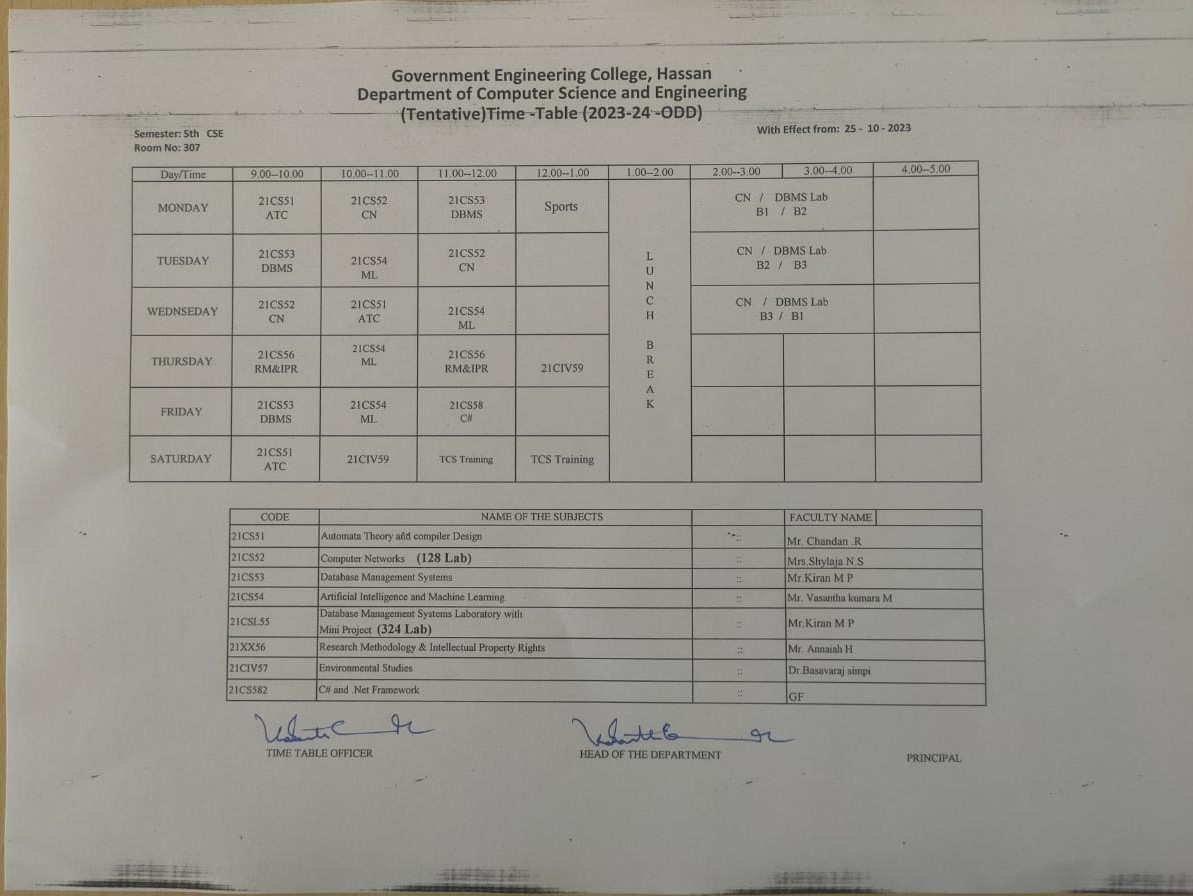 Government Engineering College, Hassan
Department of Computer Science and Engineering
(Tentative)Time -Table (2023-24 -ODD)
Semester: 5th CSE
With Effect from: 25 - 10 - 2023
Room No: 307
Day/Time 9.00--10.00 10.00--11.00 11.00--12.00 12.00--1.00 1.00--2.00 2.00--3.00 3.00--4.00 4.00--5.00
MONDAY
21CS51
ATC
21CS52
CN
21CS53
DBMS
Sports
CN / DBMS Lab
B1 / B2
TUESDAY
21CS53
DBMS
21CS54
ML
21CS52
CN
CN / DBMS Lab
B2 / B3
WEDNSEDAY
21CS52
CN
21CS51
ATC
21CS54
ML
CN / DBMS Lab
B3 / B1
THURSDAY
21CS56
RM&IPR
21CS54
ML
21CS56
RM&IPR
21CIV59
FRIDAY
21CS53
DBMS
21CS54
ML
21CS58
C#
SATURDAY
21CS51
ATC
21CIV59
TCS Training
TCS Training
L
U
N
C
H
B
R
E
A
K
CODE NAME OF THE SUBJECTS FACULTY NAME
21CS51 Automata Theory and compiler Design :: Mr. Chandan .R
21CS52 Computer Networks (128 Lab) :: Mrs.Shylaja N.S
21CS53 Database Management Systems :: Mr.Kiran M P
21CS54 Artificial Intelligence and Machine Learning :: Mr. Vasantha kumara M
21CSL55 Database Management Systems Laboratory with
Mini Project (324 Lab) :: Mr.Kiran M P
21XX56 Research Methodology & Intellectual Property Rights :: Mr. Annaiah H
21CIV57 Environmental Studies :: Dr.Basavaraj simpi
21CS582 C# and .Net Framework :: GF
TIME TABLE OFFICER
HEAD OF THE DEPARTMENT
PRINCIPAL